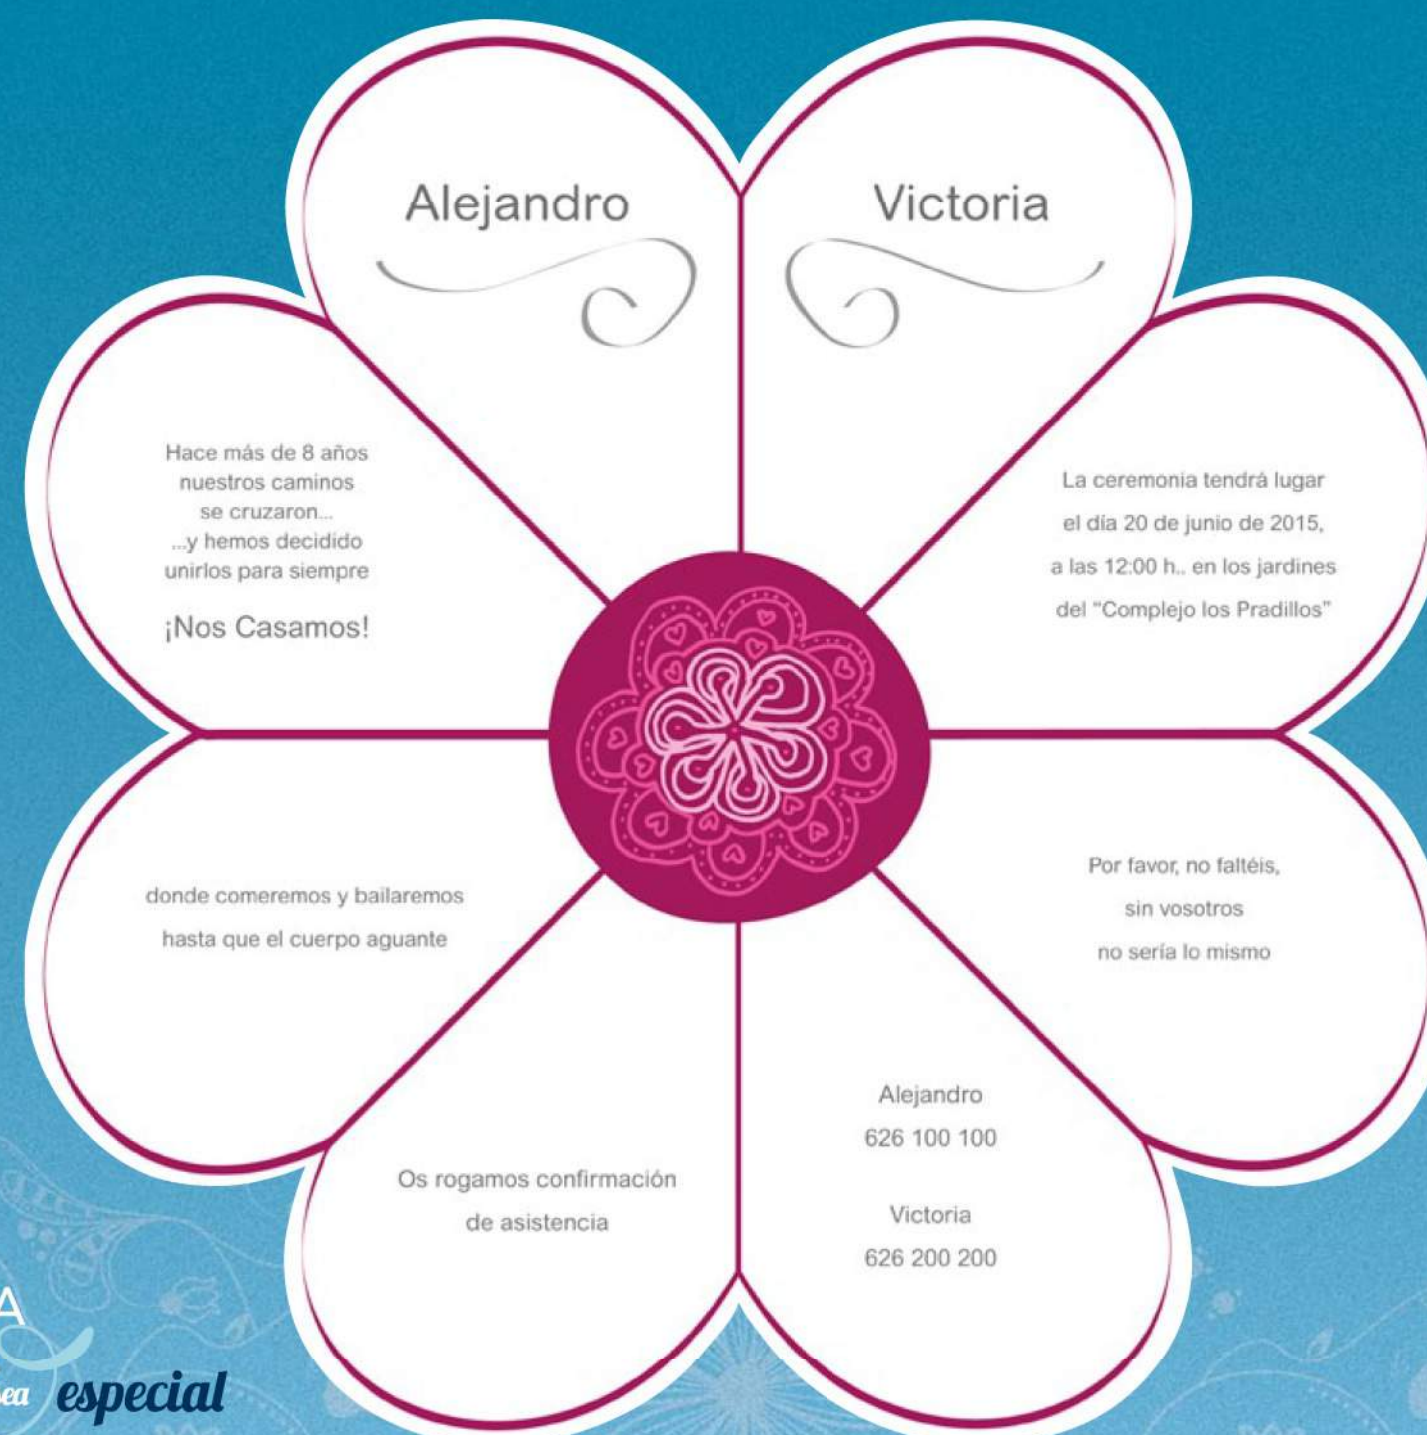 Alejandro
Victoria
Hace más de 8 años
nuestros caminos
se cruzaron...
...y hemos decidido
unirlos para siempre
¡Nos Casamos!
La ceremonia tendrá lugar
el día 20 de junio de 2015,
a las 12:00 h.. en los jardines
del “Complejo los Pradillos”
donde comeremos y bailaremos
hasta que el cuerpo aguante
Por favor, no faltéis,
sin vosotros
no sería lo mismo
Os rogamos confirmación
de asistencia
Alejandro
626 100 100
Victoria
626 200 200
especial